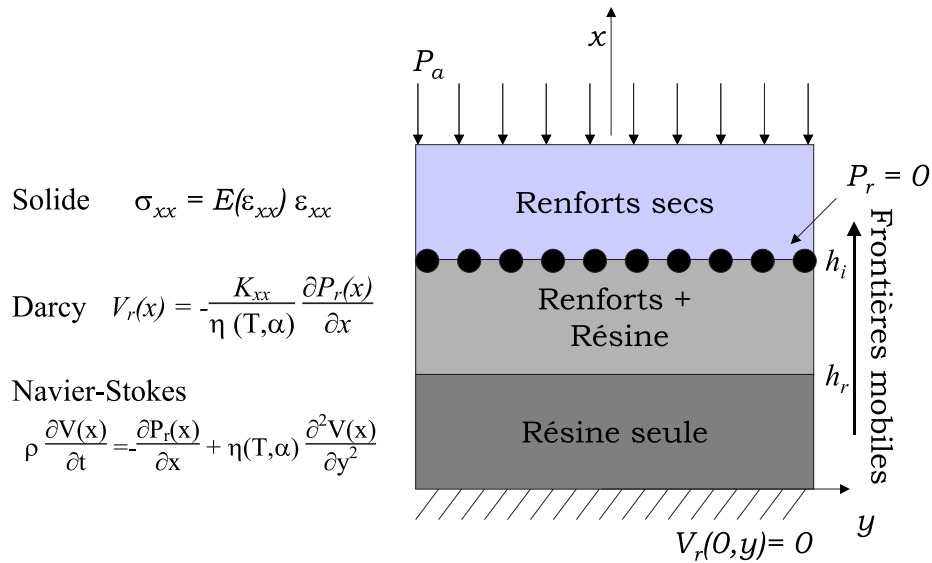 x
P_a
P_r = 0
Solide σ_xx = E(ε_xx) ε_xx
Renforts secs
h_i
Darcy V_r(x) = - K_xx / η (T,α) ∂P_r(x) / ∂x
Renforts +
Résine
h_r
Frontières mobiles
Navier-Stokes
ρ ∂V(x) / ∂t =- ∂P_r(x) / ∂x + η(T,α) ∂²V(x) / ∂y²
Résine seule
y
V_r(0,y)= 0